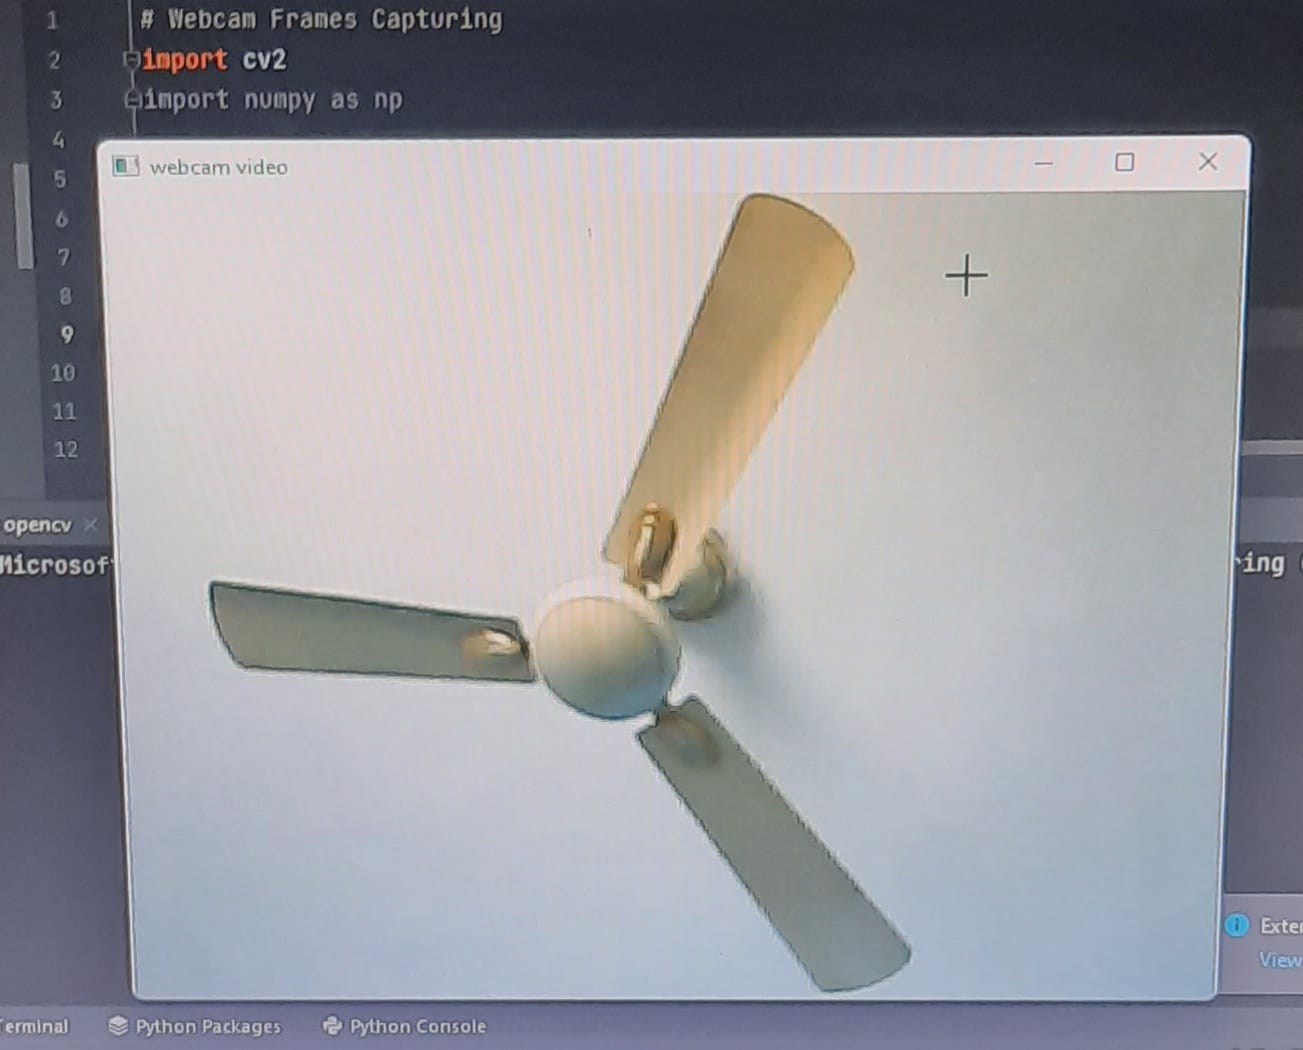 1 # Webcam Frames Capturing
2 import cv2
3 import numpy as np
4
webcam video
5
6
7
8
9
10
11
12
opencv
Microsof
ring
Exter
View
Terminal Python Packages Python Console